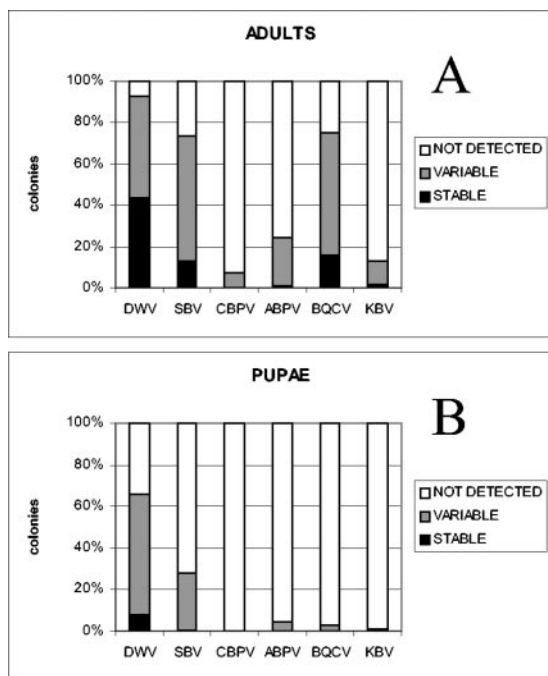 ADULTS
A
100%
80%
60%
40%
20%
0%
colonies
DWV SBV CBPV ABPV BQCV KBV
NOT DETECTED
VARIABLE
STABLE
PUPAE
B
100%
80%
60%
40%
20%
0%
colonies
DWV SBV CBPV ABPV BQCV KBV
NOT DETECTED
VARIABLE
STABLE